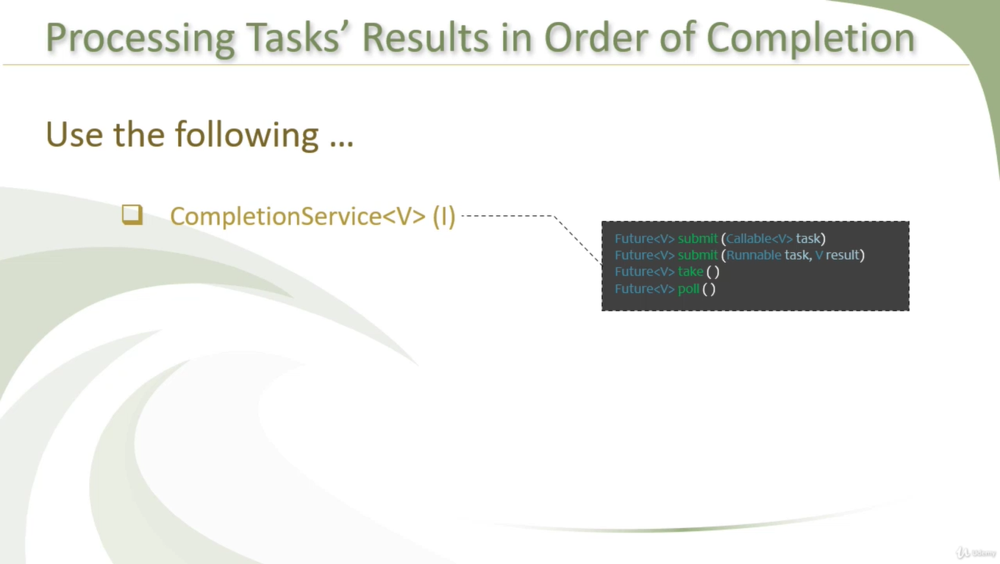 Processing Tasks’ Results in Order of Completion
Use the following ...
CompletionService<V> (I)
Future<V> submit (Callable<V> task)
Future<V> submit (Runnable task, V result)
Future<V> take ( )
Future<V> poll ( )
Udemy